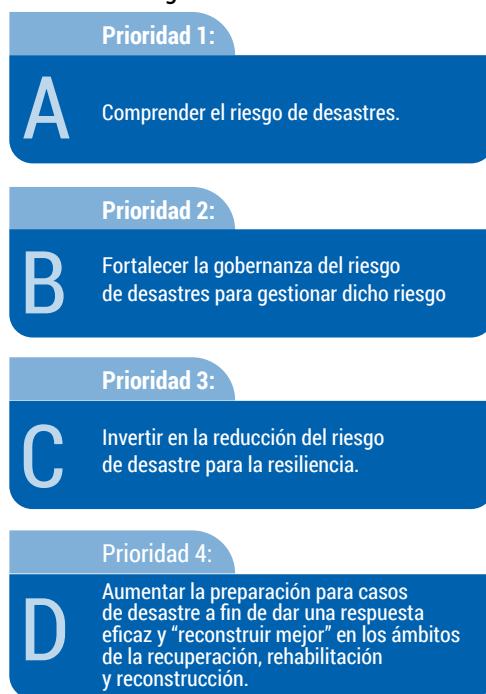 Prioridad 1:
A
Comprender el riesgo de desastres.
Prioridad 2:
B
Fortalecer la gobernanza del riesgo
de desastres para gestionar dicho riesgo
Prioridad 3:
C
Invertir en la reducción del riesgo
de desastre para la resiliencia.
Prioridad 4:
D
Aumentar la preparación para casos
de desastre a fin de dar una respuesta
eficaz y “reconstruir mejor” en los ámbitos
de la recuperación, rehabilitación
y reconstrucción.